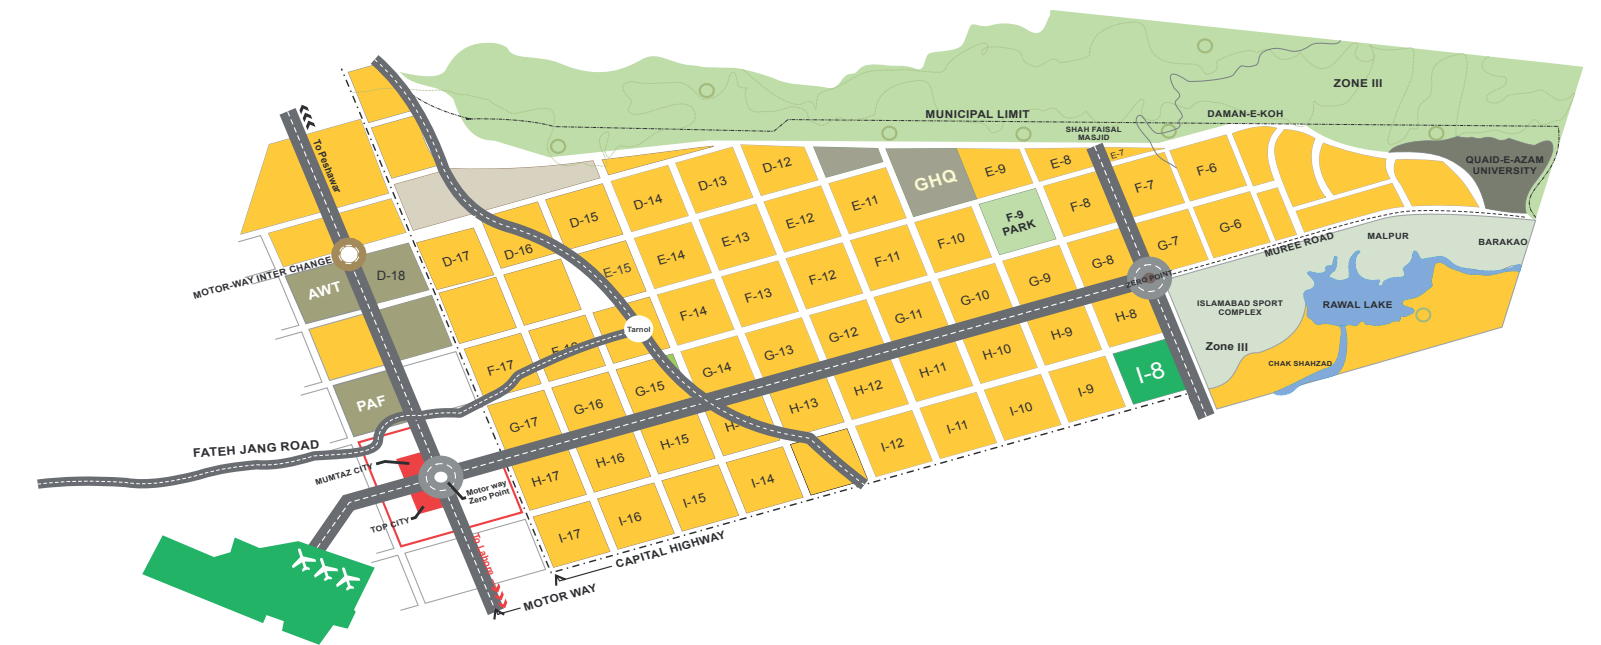 ZONE III
MUNICIPAL LIMIT
DAMAN-E-KOH
SHAH FAISAL
MASJID
QUAID-E-AZAM
UNIVERSITY
To Peshawar
D-12
D-13
D-14
D-15
D-16
D-17
D-18
GHQ
E-7
E-8
E-9
E-11
E-12
E-13
E-14
E-15
F-6
F-7
F-8
F-9
PARK
F-10
F-11
F-12
F-13
F-14
F-17
G-6
G-7
G-8
G-9
G-10
G-11
G-12
G-13
G-14
G-15
G-16
G-17
H-8
H-9
H-10
H-11
H-12
H-13
H-15
H-16
H-17
I-8
I-9
I-10
I-11
I-12
I-14
I-15
I-16
I-17
MOTOR-WAY INTER CHANGE
AWT
PAF
Tarnol
ZERO POINT
MUREE ROAD
MALPUR
BARAKAO
ISLAMABAD SPORT
COMPLEX
RAWAL LAKE
Zone III
CHAK SHAHZAD
FATEH JANG ROAD
MUMTAZ CITY
Motor way
Zero Point
TOP CITY
To Lahore
CAPITAL HIGHWAY
MOTOR WAY